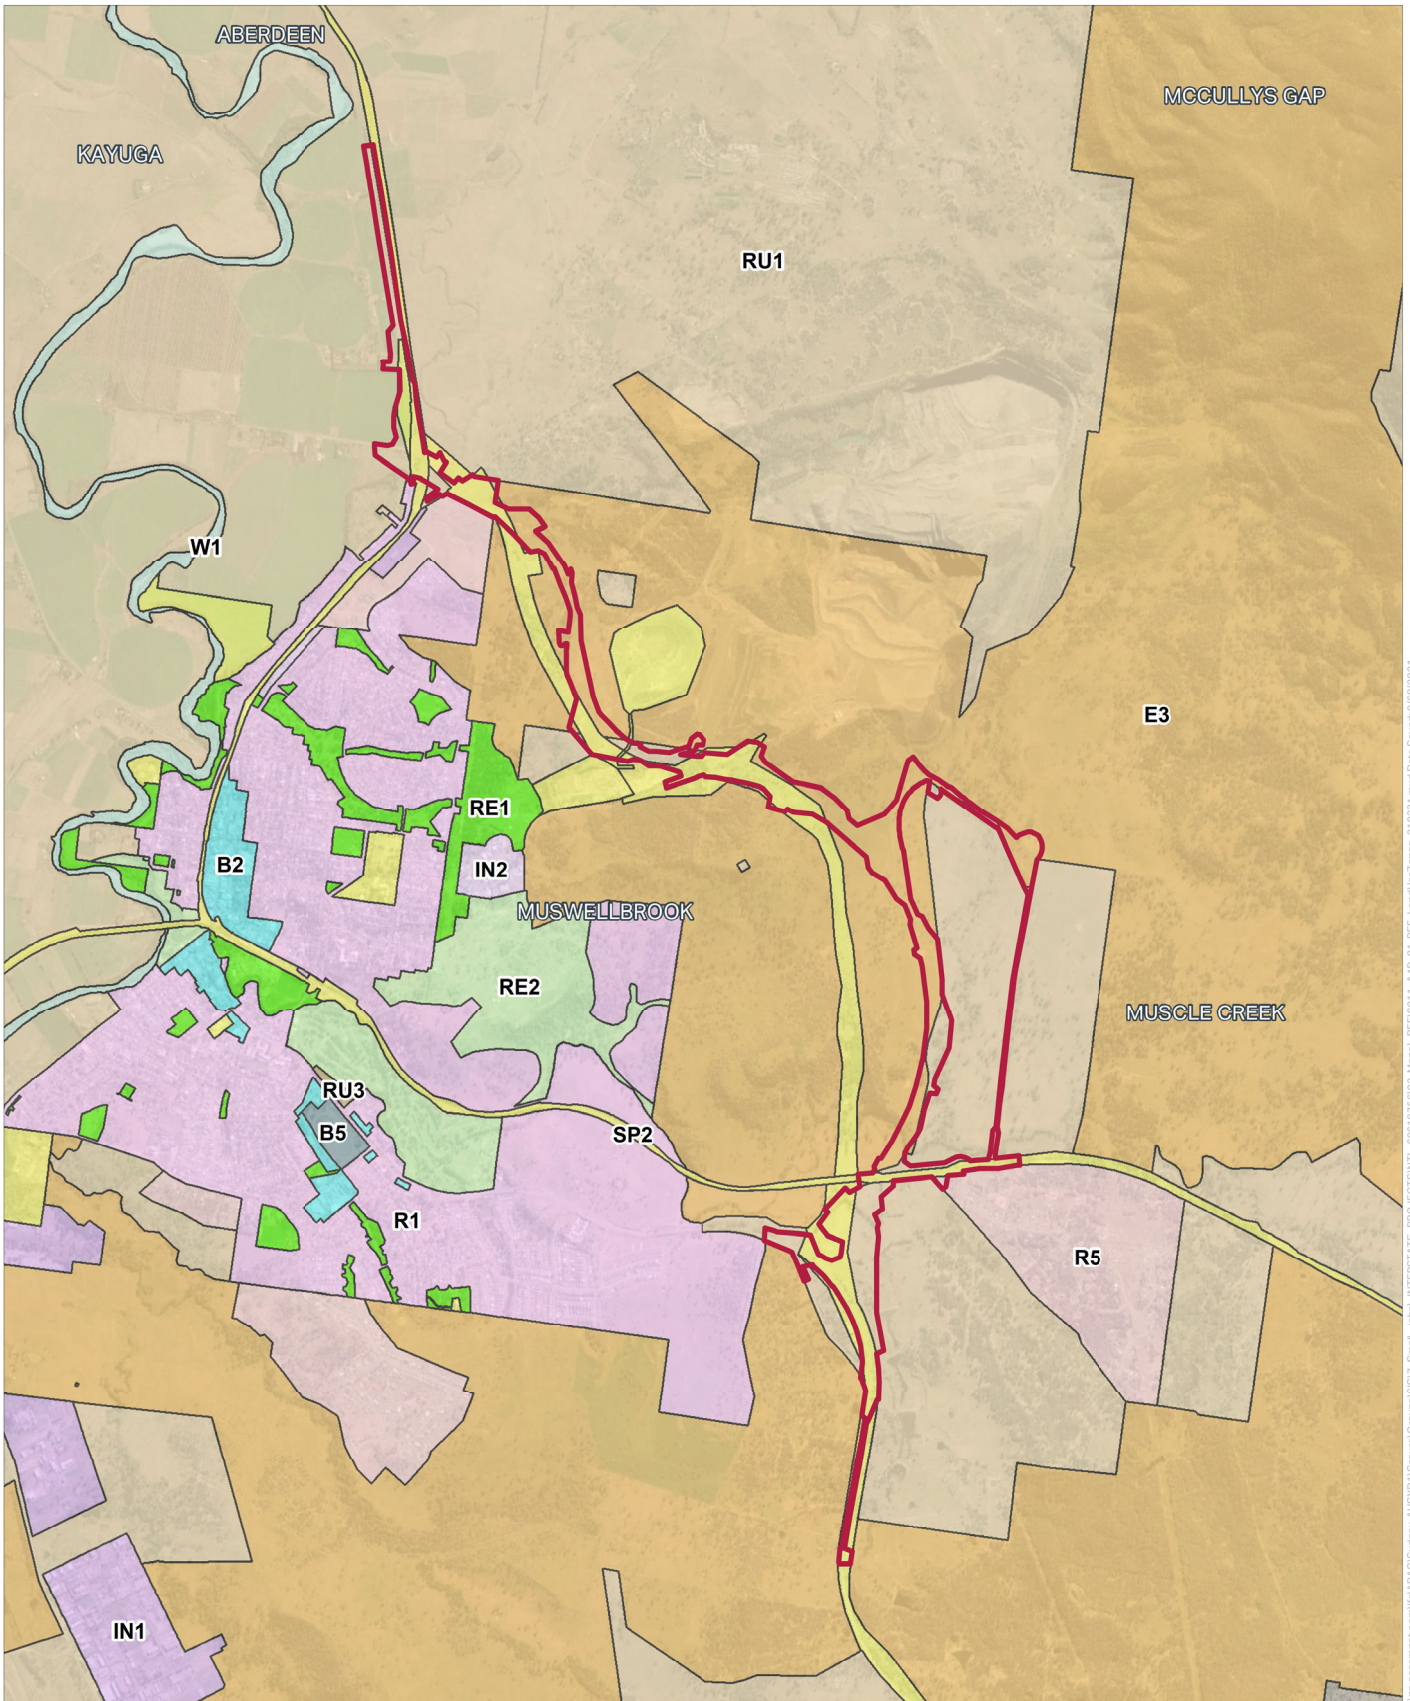 ABERDEEN
MCCULLYS GAP
KAYUGA
RU1
W1
E3
RE1
B2
IN2
MUSWELLBROOK
RE2
MUSCLE CREEK
RU3
B5
SP2
R1
R5
IN1